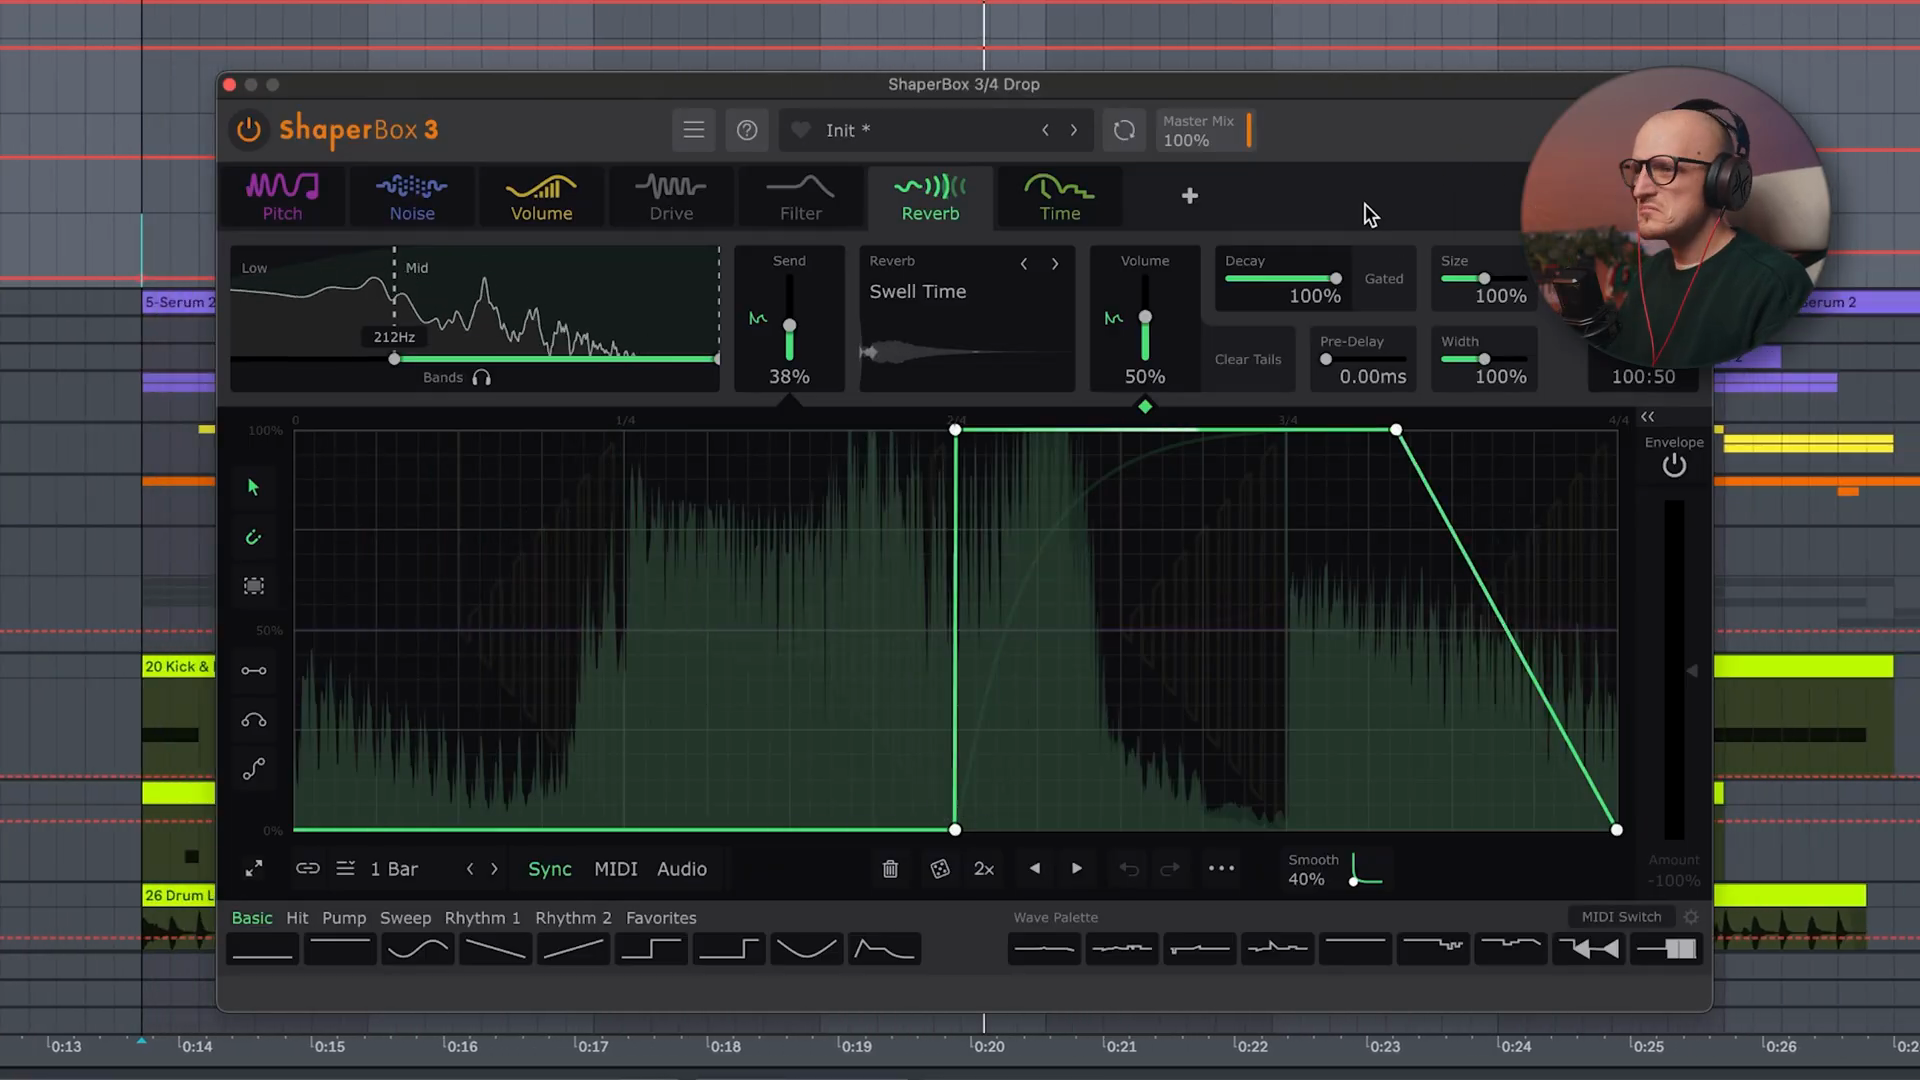 ShaperBox 3/4 Drop
ShaperBox 3
Init *
Master Mix
100%
Pitch
Noise
Volume
Drive
Filter
Reverb
Time
Low
Mid
212Hz
Bands
Send
38%
Reverb
Swell Time
Volume
50%
Decay
100%
Gated
Size
100%
Clear Tails
Pre-Delay
0.00ms
Width
100%
100:50
5-Serum 2
erum 2
20 Kick &
26 Drum L
0
1/4
2/4
3/4
4/4
100%
50%
0%
Envelope
Amount
-100%
1 Bar
Sync
MIDI
Audio
2x
Smooth
40%
Basic
Hit
Pump
Sweep
Rhythm 1
Rhythm 2
Favorites
Wave Palette
MIDI Switch
0:13
0:14
0:15
0:16
0:17
0:18
0:19
0:20
0:21
0:22
0:23
0:24
0:25
0:26